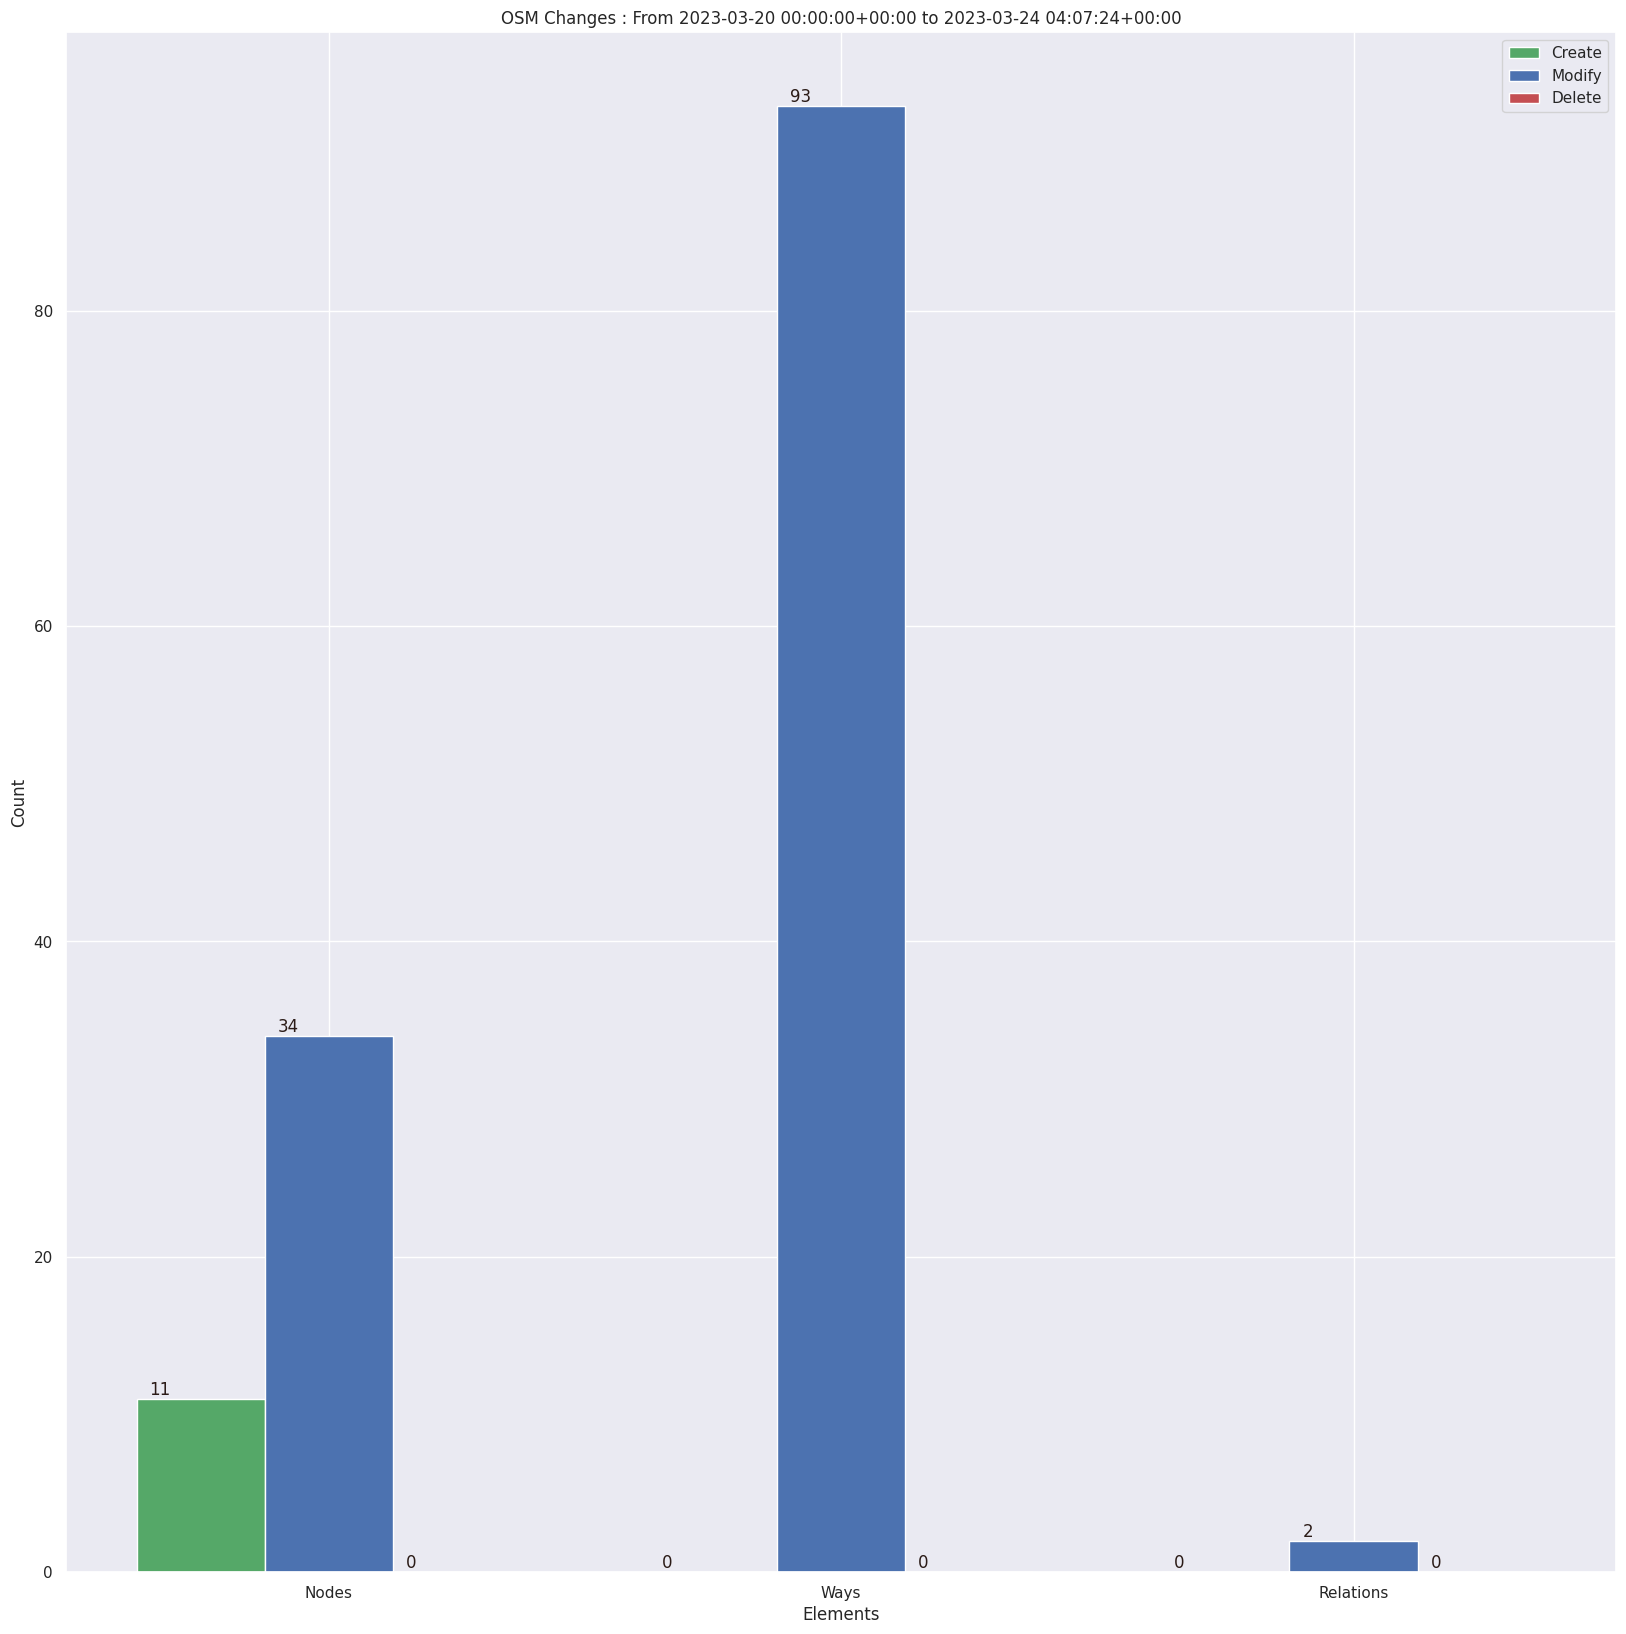 OSM Changes : From 2023-03-20 00:00:00+00:00 to 2023-03-24 04:07:24+00:00
Create
Modify
Delete
93
80
60
Count
40
34
20
11
2
0
0
0
0
0
0
Nodes
Ways
Relations
Elements